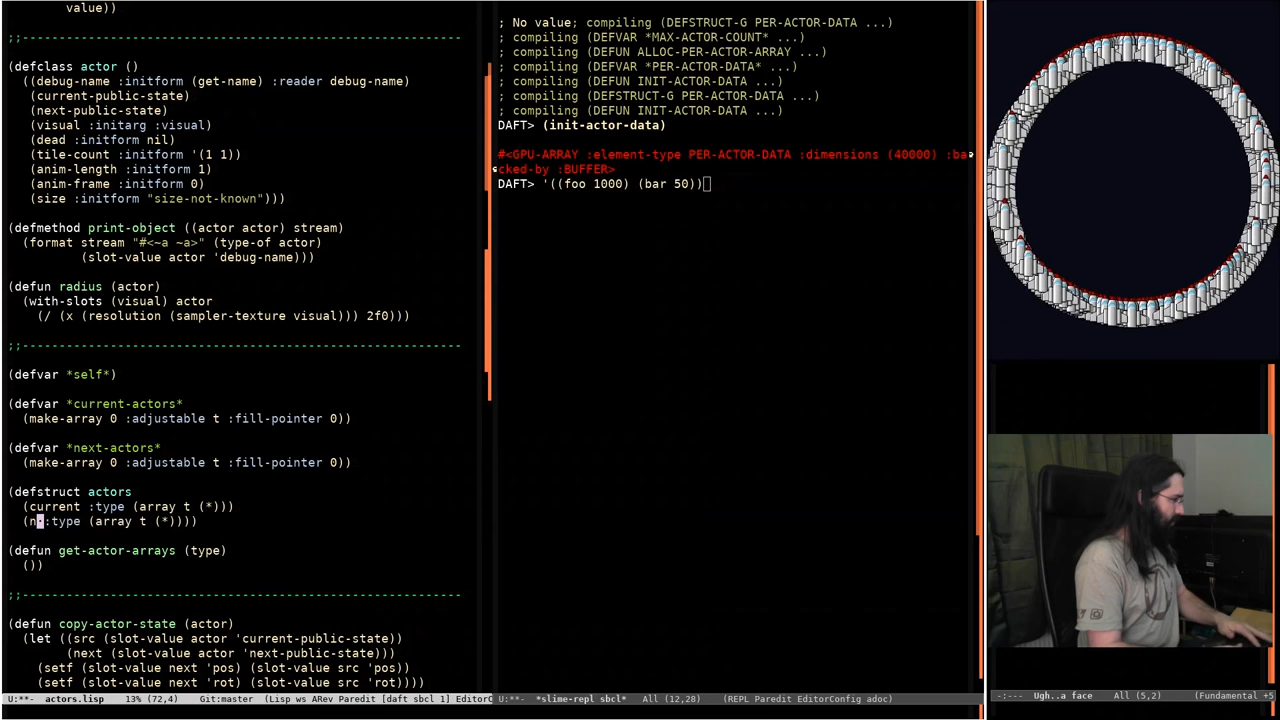 value))
;;------------------------------------------------------------
(defclass actor ()
((debug-name :initform (get-name) :reader debug-name)
(current-public-state)
(next-public-state)
(visual :initarg :visual)
(dead :initform nil)
(tile-count :initform '(1 1))
(anim-length :initform 1)
(anim-frame :initform 0)
(size :initform "size-not-known")))
(defmethod print-object ((actor actor) stream)
(format stream "#<~a ~a>" (type-of actor)
(slot-value actor 'debug-name)))
(defun radius (actor)
(with-slots (visual) actor
(/ (x (resolution (sampler-texture visual))) 2f0)))
;;------------------------------------------------------------
(defvar *self*)
(defvar *current-actors*
(make-array 0 :adjustable t :fill-pointer 0))
(defvar *next-actors*
(make-array 0 :adjustable t :fill-pointer 0))
(defstruct actors
(current :type (array t (*)))
(n :type (array t (*))))
(defun get-actor-arrays (type)
())
;;------------------------------------------------------------
(defun copy-actor-state (actor)
(let ((src (slot-value actor 'current-public-state))
(next (slot-value actor 'next-public-state)))
(setf (slot-value next 'pos) (slot-value src 'pos))
(setf (slot-value next 'rot) (slot-value src 'rot))))
U:**- actors.lisp 13% (72,4) Git:master (Lisp ws ARev Paredit [daft sbcl 1] EditorC
; No value; compiling (DEFSTRUCT-G PER-ACTOR-DATA ...)
; compiling (DEFVAR *MAX-ACTOR-COUNT* ...)
; compiling (DEFUN ALLOC-PER-ACTOR-ARRAY ...)
; compiling (DEFVAR *PER-ACTOR-DATA* ...)
; compiling (DEFUN INIT-ACTOR-DATA ...)
; compiling (DEFSTRUCT-G PER-ACTOR-DATA ...)
; compiling (DEFUN INIT-ACTOR-DATA ...)
DAFT> (init-actor-data)
#<GPU-ARRAY :element-type PER-ACTOR-DATA :dimensions (40000) :ba
cked-by :BUFFER>
DAFT> '((foo 1000) (bar 50))
U:**- *slime-repl sbcl* All (12,28) (REPL Paredit EditorConfig adoc)
-:--- Ugh..a face All (5,2) (Fundamental +5